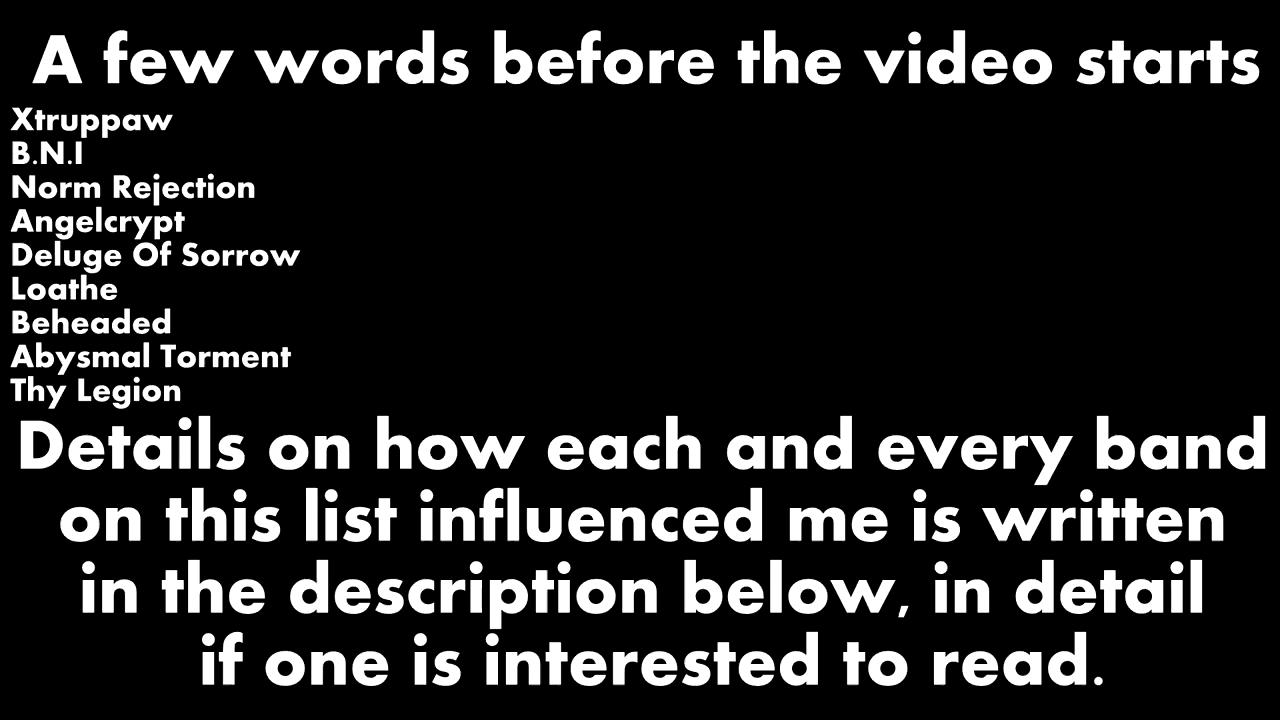 A few words before the video starts
Xtruppaw
B.N.I
Norm Rejection
Angelcrypt
Deluge Of Sorrow
Loathe
Beheaded
Abysmal Torment
Thy Legion
Details on how each and every band
on this list influenced me is written
in the description below, in detail
if one is interested to read.